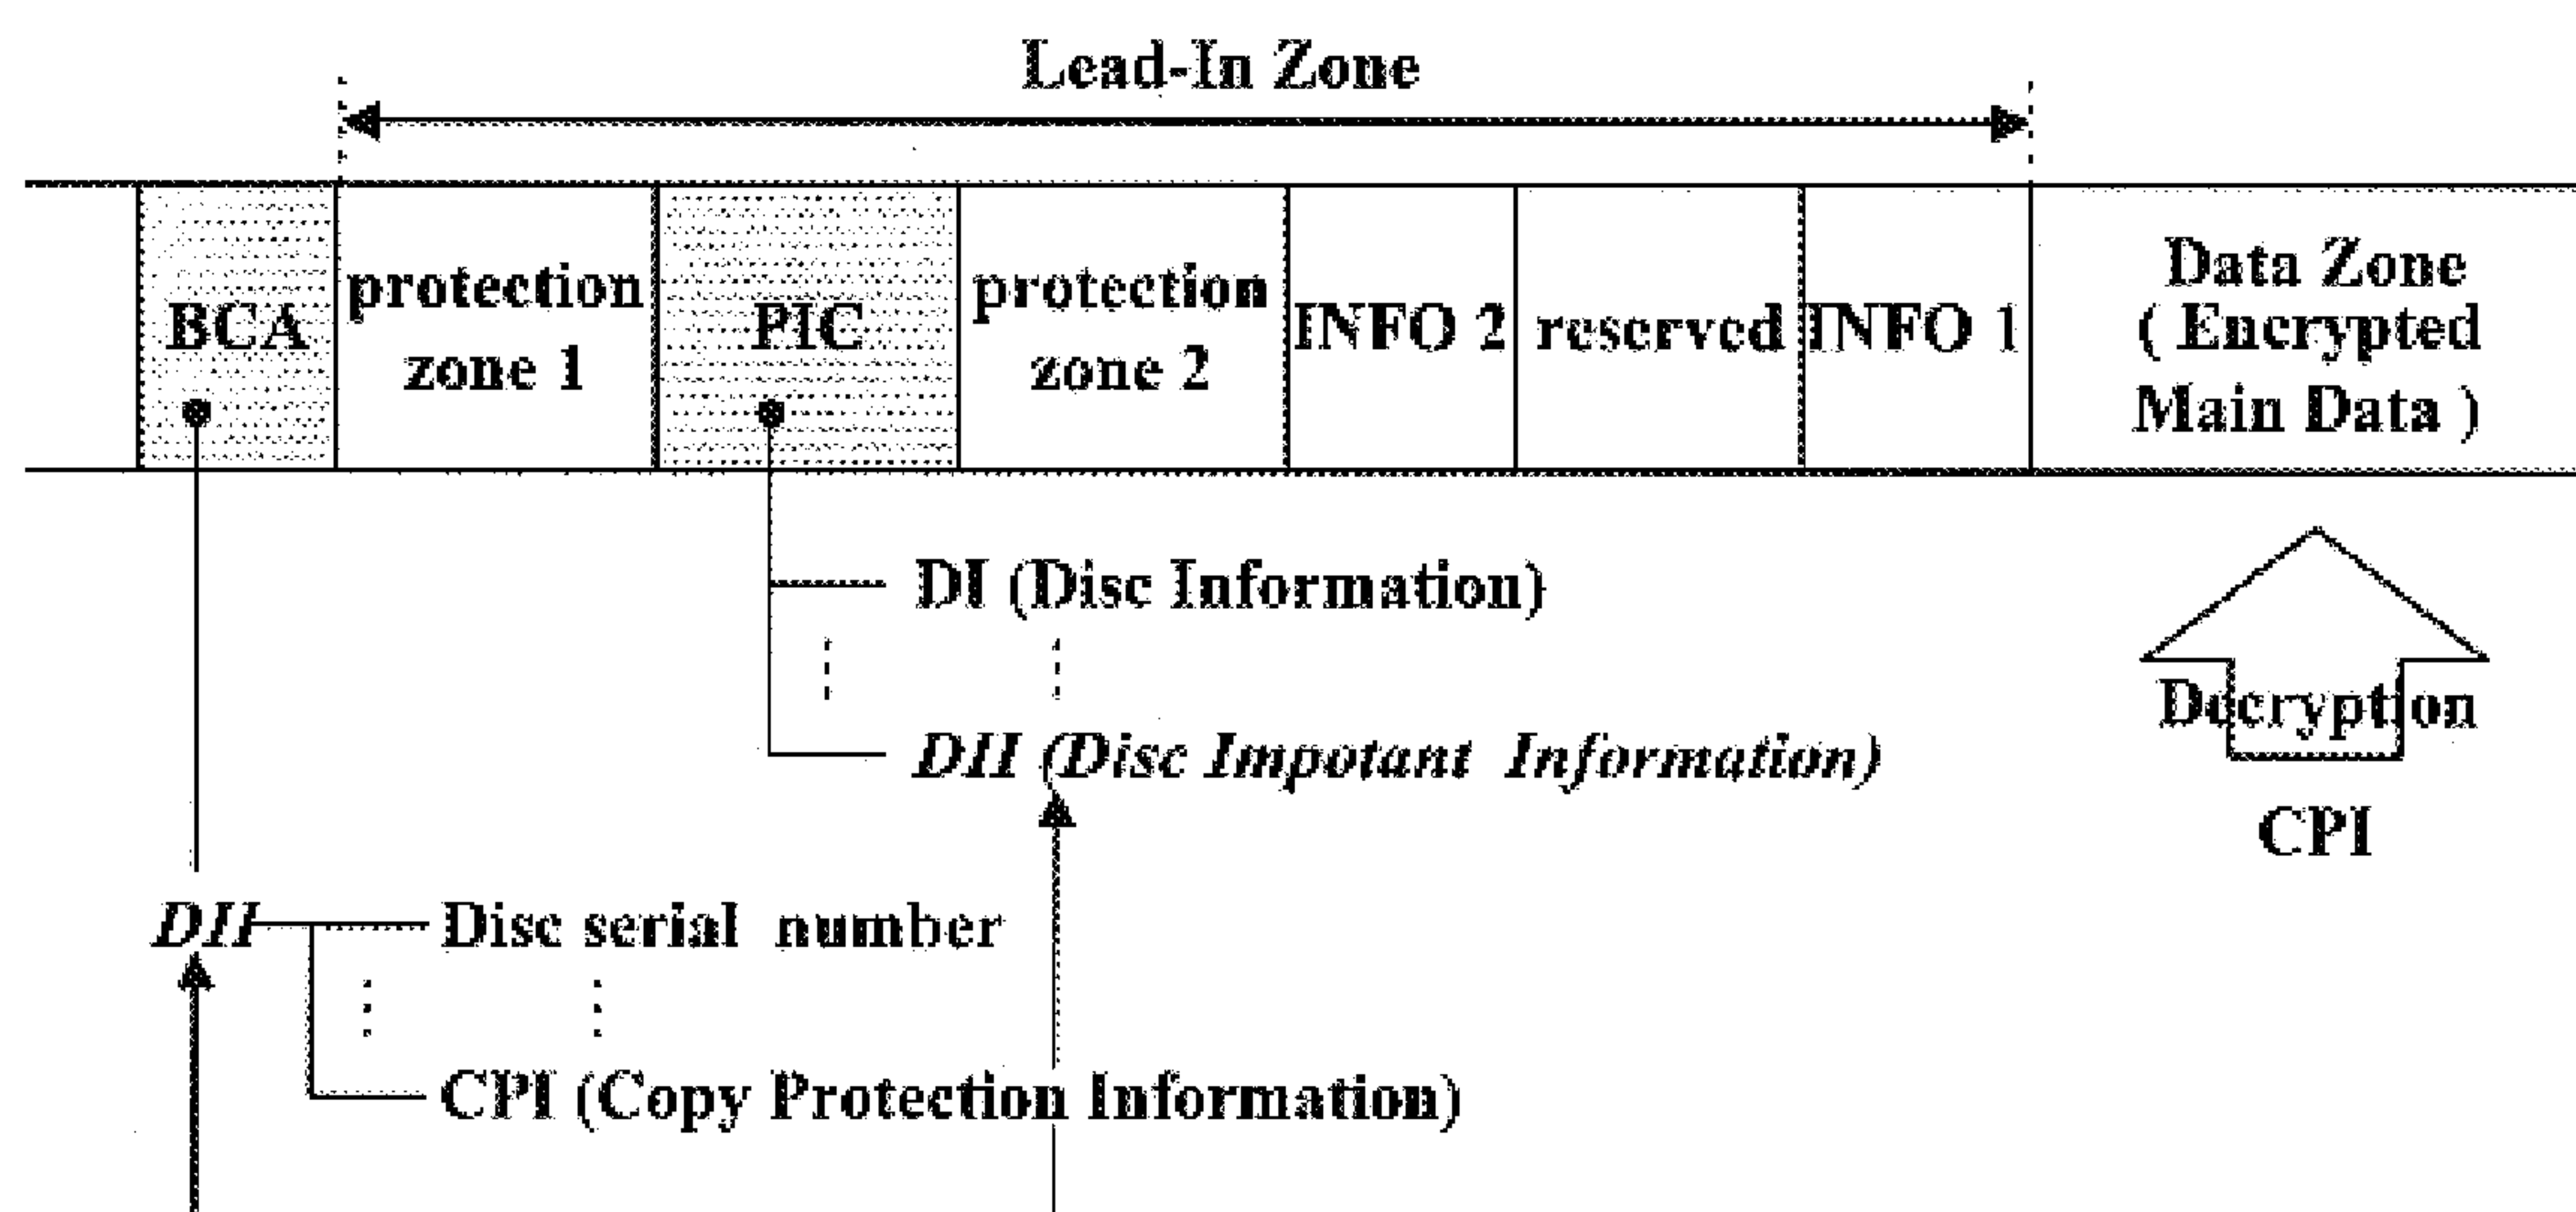 Lead-In Zone
BCA
protection
zone 1
PIC
protection
zone 2
INFO 2
reserved
INFO 1
Data Zone
( Encrypted
Main Data )
DI (Disc Information)
DII (Disc Impotant Information)
Decryption
CPI
DII
Disc serial number
CPI (Copy Protection Information)